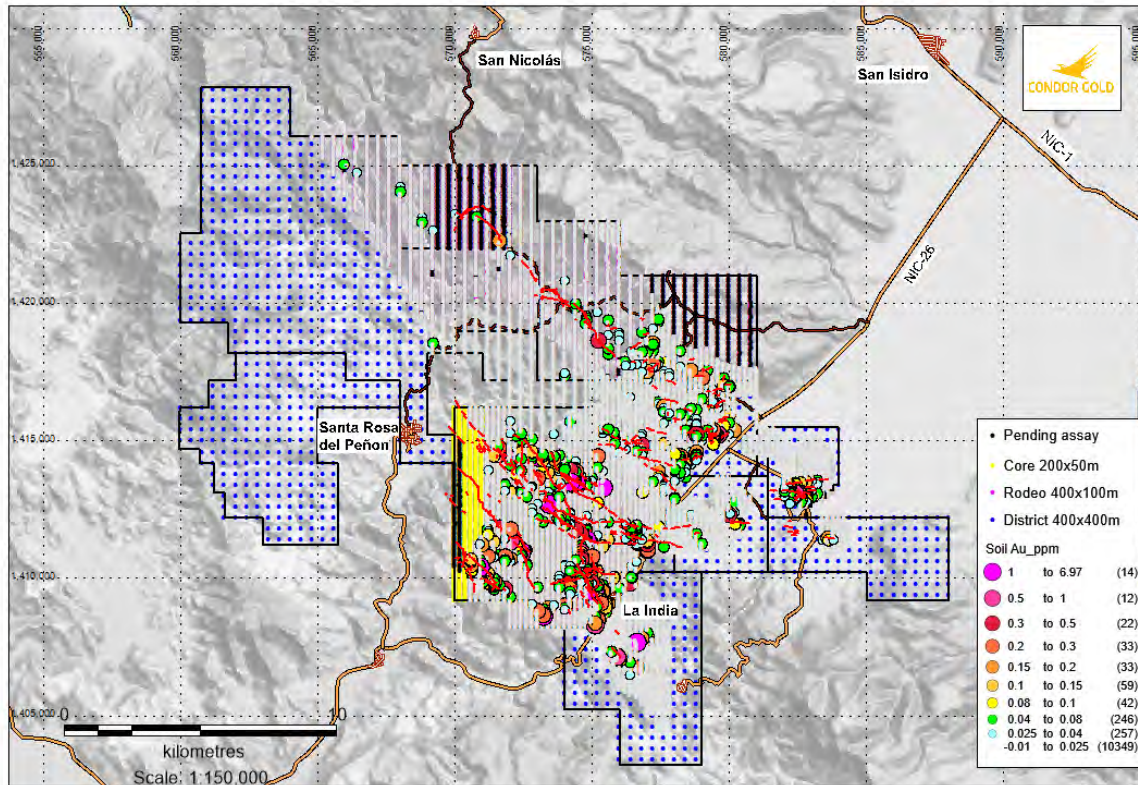 565,000
560,000
565,000
570,000
575,000
580,000
585,000
590,000
San Nicolás
San Isidro
CONDOR GOLD
NIC-1
1,425,000
NIC-26
1,420,000
1,415,000
Santa Rosa
del Peñon
1,410,000
La India
1,405,000
0
10
kilometres
Scale: 1:150,000
Pending assay
Core 200x50m
Rodeo 400x100m
District 400x400m
Soil Au_ppm
1 to 6.97 (14)
0.5 to 1 (12)
0.3 to 0.5 (22)
0.2 to 0.3 (33)
0.15 to 0.2 (33)
0.1 to 0.15 (59)
0.08 to 0.1 (42)
0.04 to 0.08 (246)
0.025 to 0.04 (257)
-0.01 to 0.025 (10349)